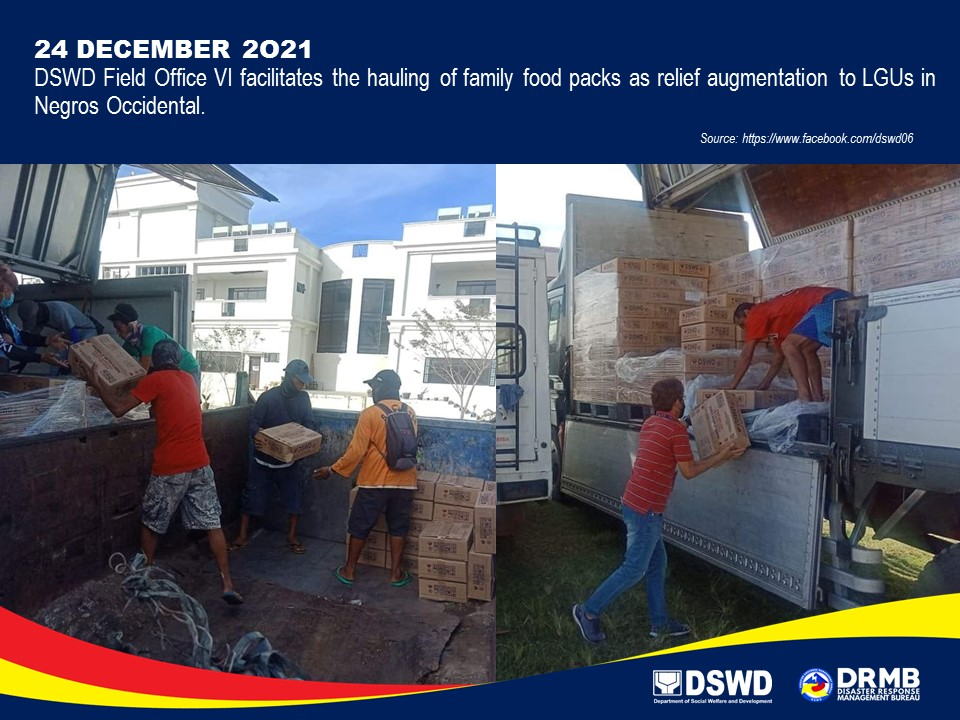 24 DECEMBER 2O21
DSWD Field Office VI facilitates the hauling of family food packs as relief augmentation to LGUs in
Negros Occidental.
Source: https://www.facebook.com/dswd06
DSWD
DSWD
Department of Social Welfare and Development
DRMB
DISASTER RESPONSE
MANAGEMENT BUREAU